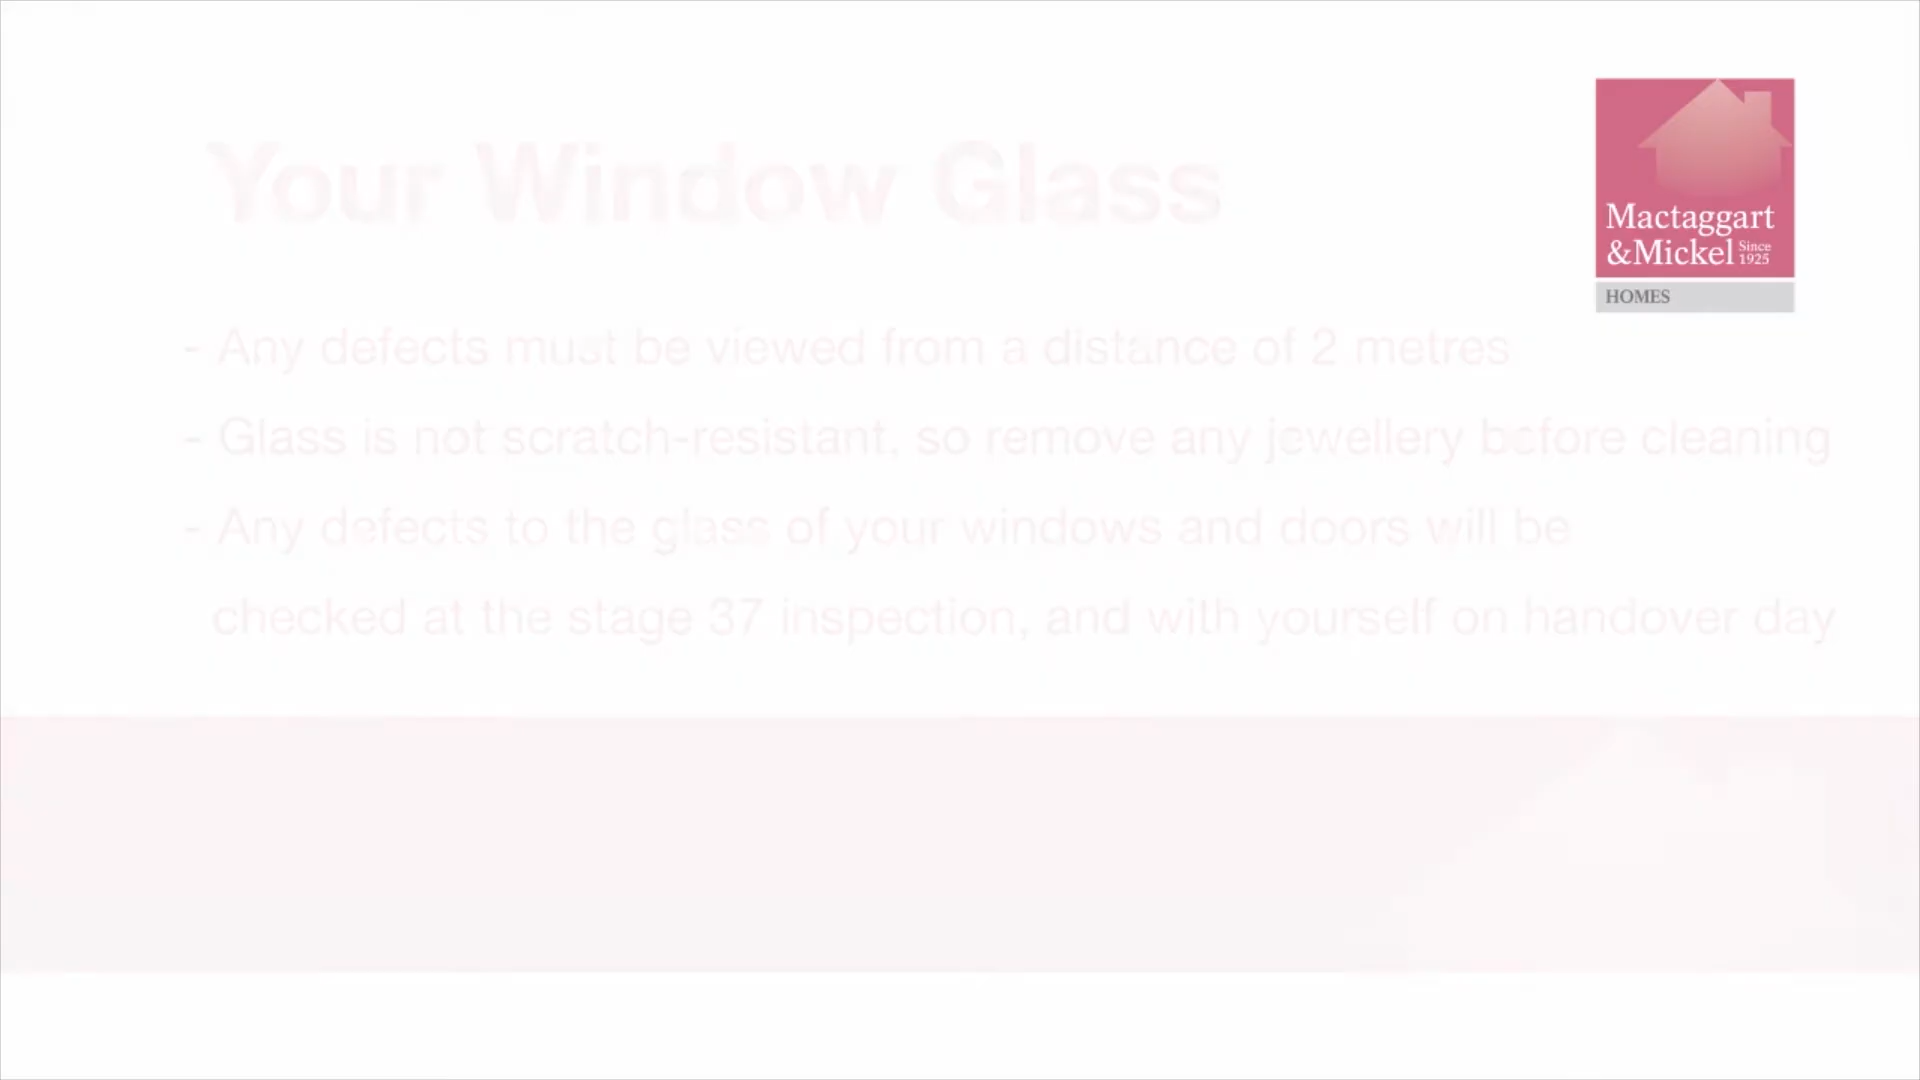 Your Window Glass
Mactaggart
&Mickel Since 1925
HOMES
- Any defects must be viewed from a distance of 2 metres
- Glass is not scratch-resistant, so remove any jewellery before cleaning
- Any defects to the glass of your windows and doors will be
checked at the stage 37 inspection, and with yourself on handover day